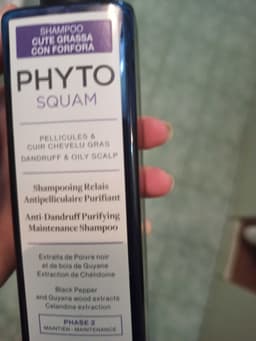 SHAMPOO
CUTE GRASSA
CON FORFORA
PHYTO
SQUAM
PELLICULES &
CUIR CHEVELU GRAS
DANDRUFF & OILY SCALP
Shampooing Relais
Antipelliculaire Purifiant
Anti-Dandruff Purifying
Maintenance Shampoo
Extraits de Poivre noir
et de bois de Guyane
Extraction de Chélidoine
Black Pepper
and Guyana wood extracts
Celandine extraction
PHASE 2
MAINTIEN - MAINTENANCE